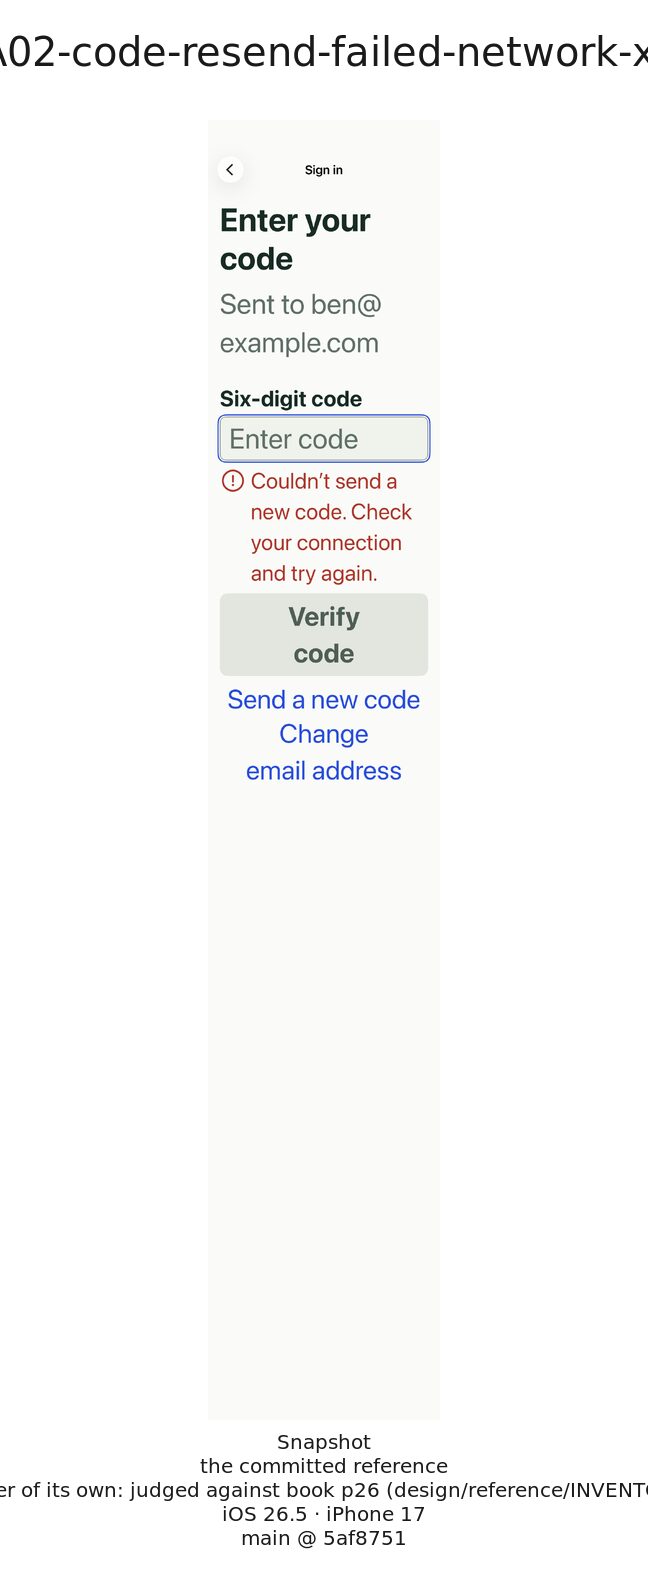 A02-code-resend-failed-network-x
Sign in
Enter your
code
Sent to ben@
example.com
Six-digit code
Enter code
Couldn’t send a
new code. Check
your connection
and try again.
Verify
code
Send a new code
Change
email address
Snapshot
the committed reference
er of its own: judged against book p26 (design/reference/INVENTO
iOS 26.5 · iPhone 17
main @ 5af8751